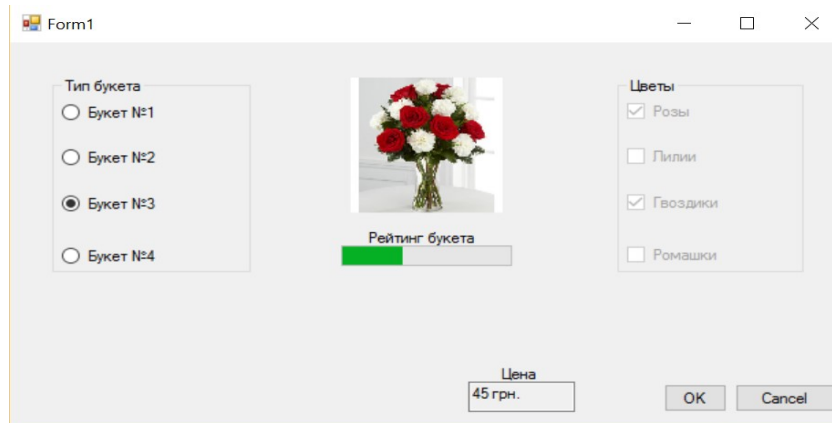 Form1
Тип букета
Букет №1
Букет №2
Букет №3
Букет №4
Рейтинг букета
Цветы
Розы
Лилии
Гвоздики
Ромашки
Цена
45 грн.
OK
Cancel